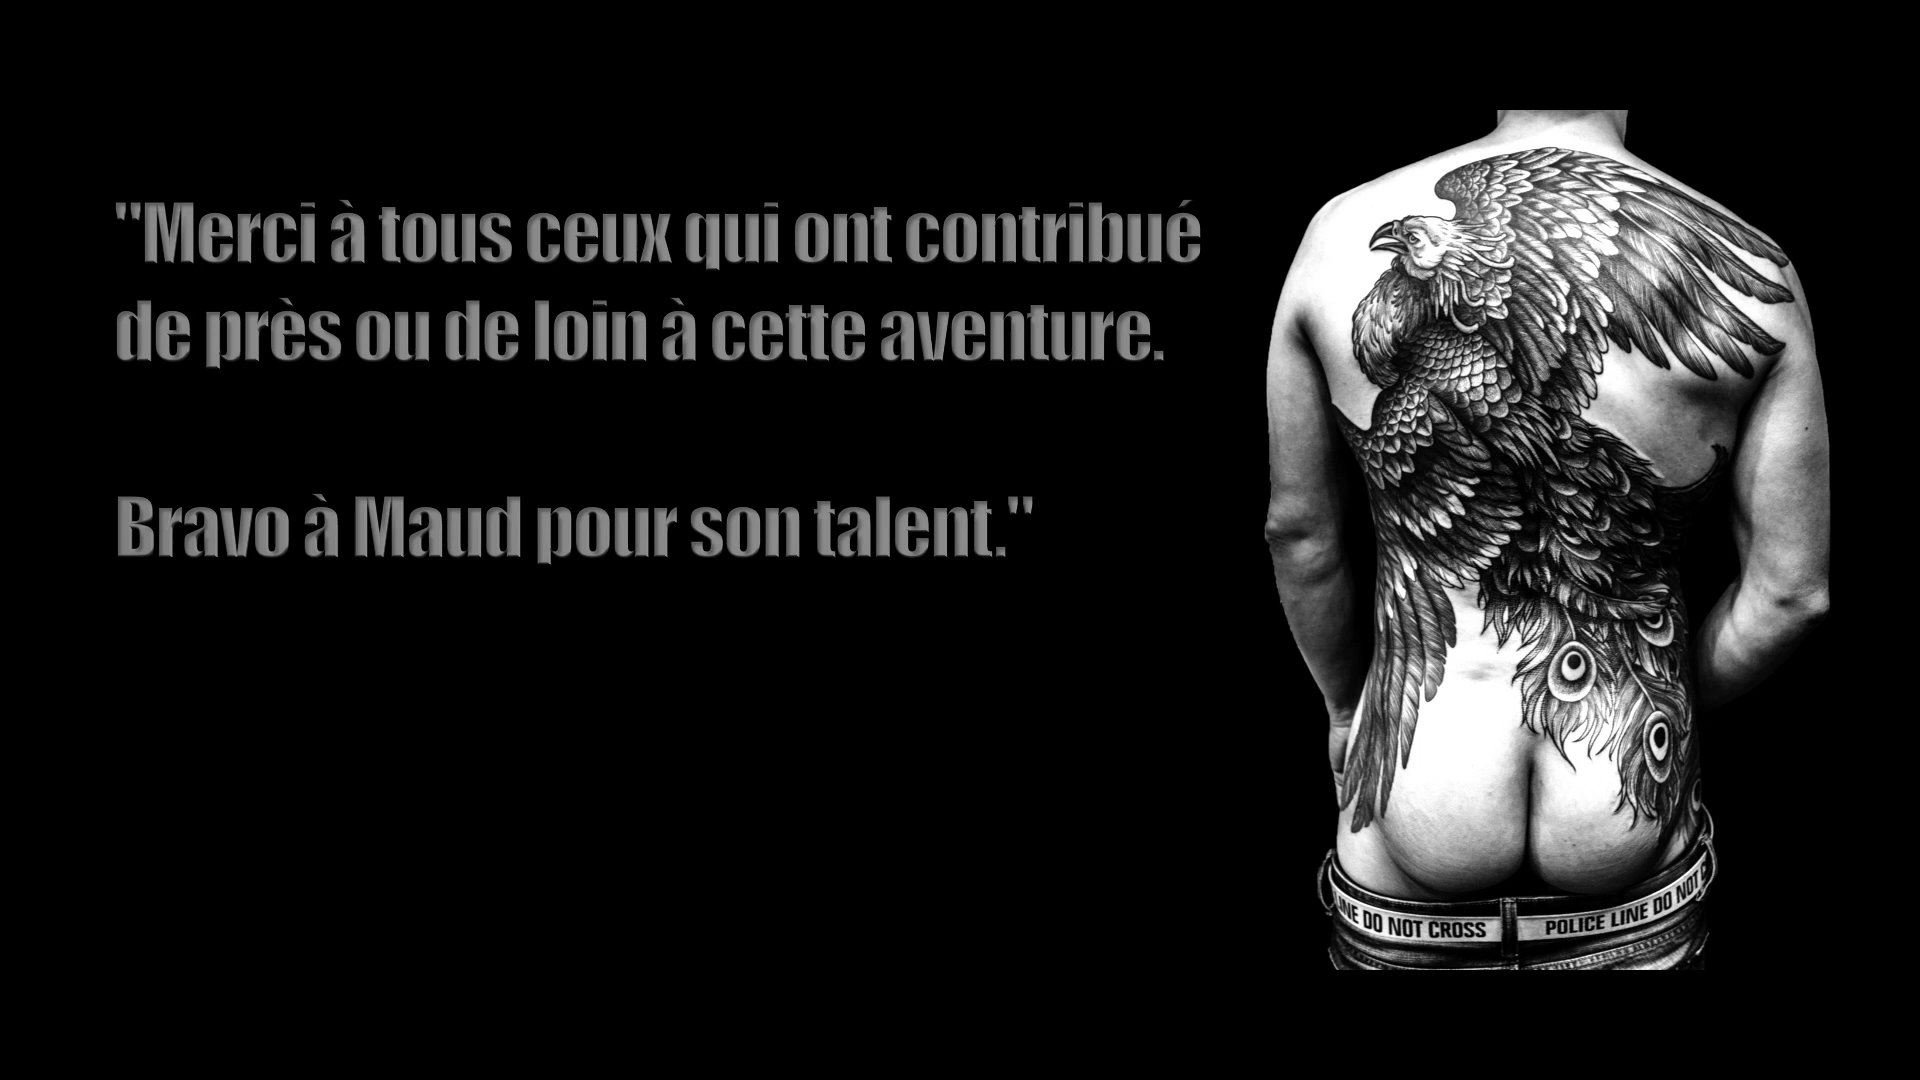 "Merci à tous ceux qui ont contribué
de près ou de loin à cette aventure.
Bravo à Maud pour son talent."
LINE DO NOT CROSS POLICE LINE DO NOT